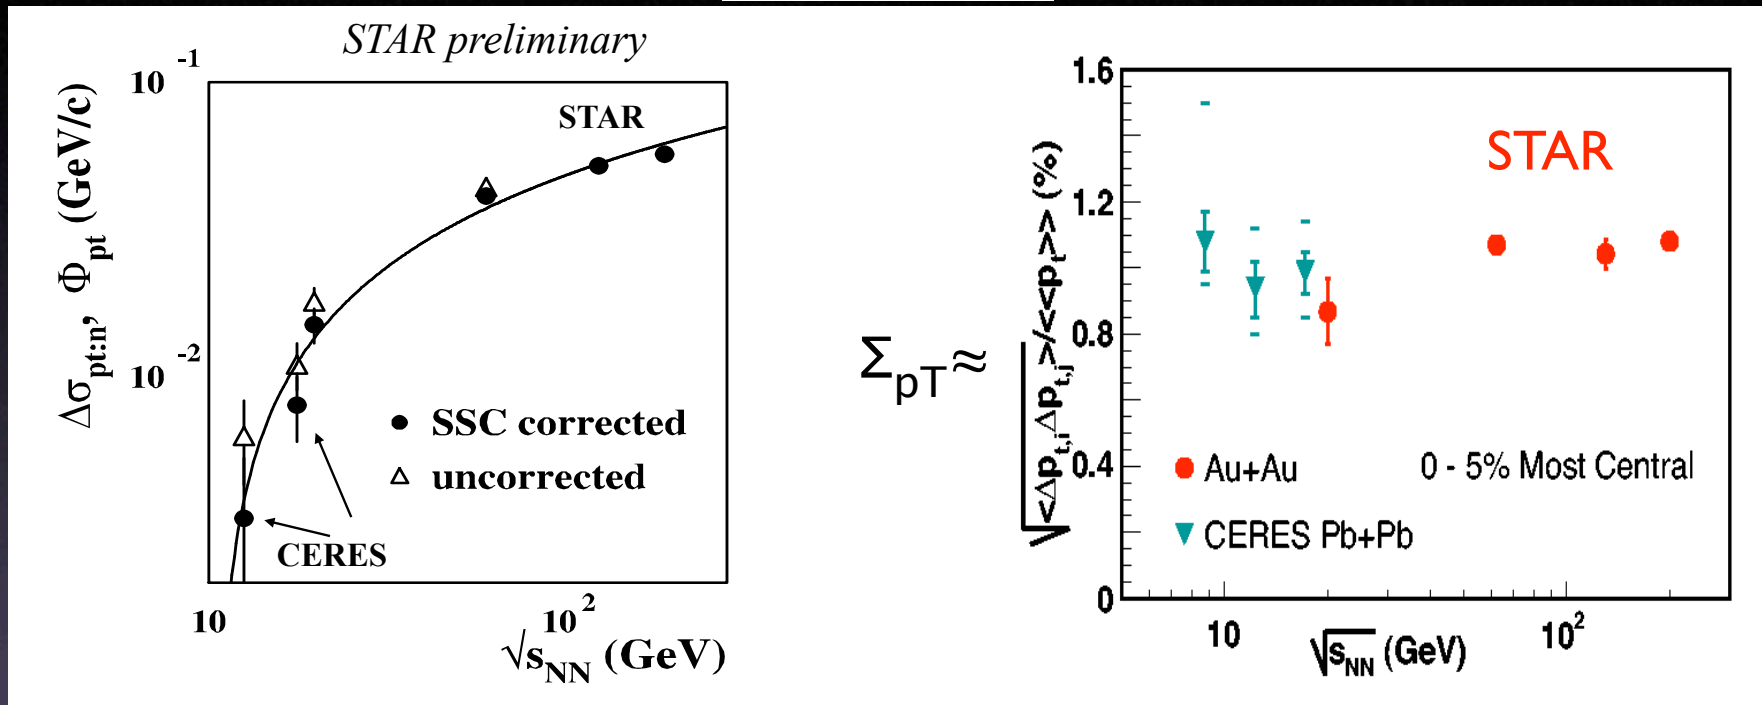 STAR preliminary
10 -1
STAR
Δσpt:n, Φpt (GeV/c)
10 -2
SSC corrected
uncorrected
CERES
10
10 2
√sNN (GeV)
ΣpT≈
√<Δpt,iΔpt,j>/<<pt>> (%)
1.6
STAR
1.2
0.8
0.4
Au+Au
0 - 5% Most Central
CERES Pb+Pb
0
10
10 2
√sNN (GeV)